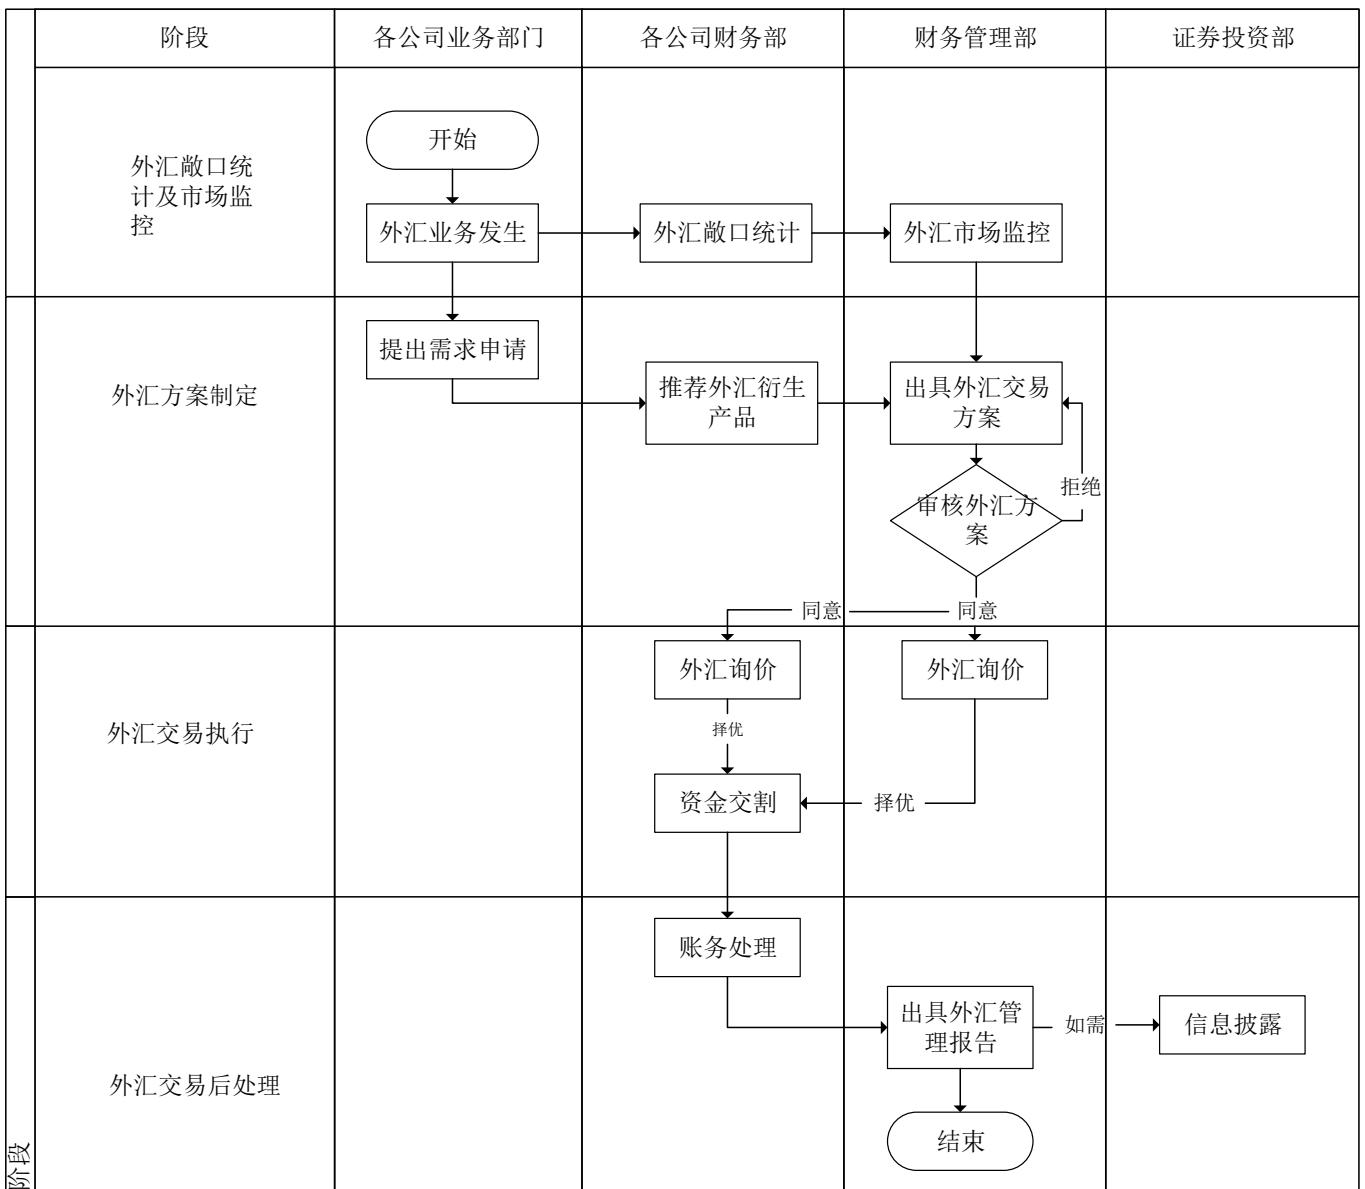 阶段
各公司业务部门
各公司财务部
财务管理部
证券投资部
外汇敞口统
计及市场监
控
开始
外汇业务发生
外汇敞口统计
外汇市场监控
外汇方案制定
提出需求申请
推荐外汇衍生
产品
出具外汇交易
方案
拒绝
审核外汇方
案
同意
同意
外汇交易执行
外汇询价
外汇询价
择优
资金交割
择优
外汇交易后处理
账务处理
出具外汇管
理报告
如需
信息披露
结束
阶段